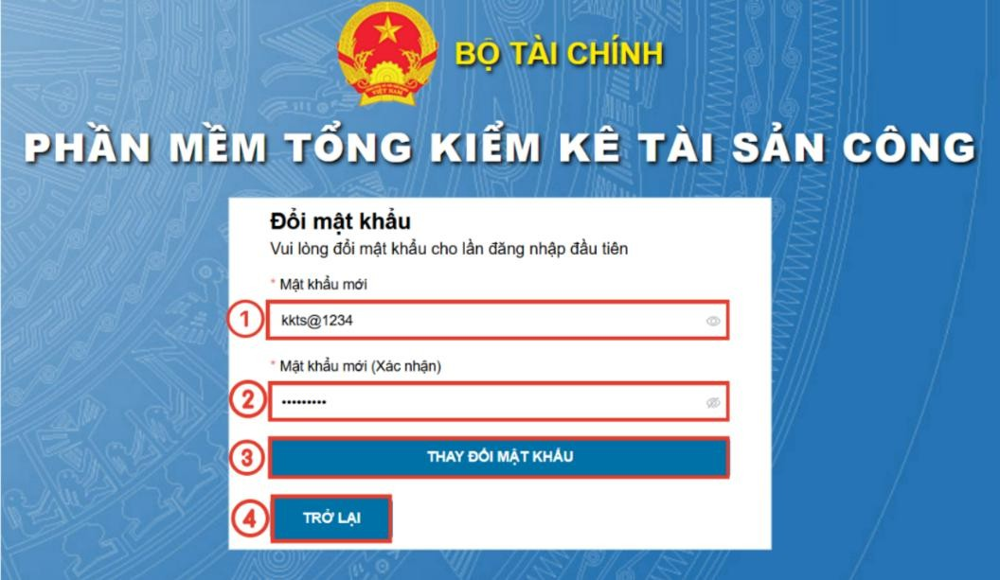 VIỆT NAM
BỘ TÀI CHÍNH
PHẦN MỀM TỔNG KIỂM KÊ TÀI SẢN CÔNG
Đổi mật khẩu
Vui lòng đổi mật khẩu cho lần đăng nhập đầu tiên
* Mật khẩu mới
1 kkts@1234
* Mật khẩu mới (Xác nhận)
2 •••••••••
3 THAY ĐỔI MẬT KHẨU
4 TRỞ LẠI